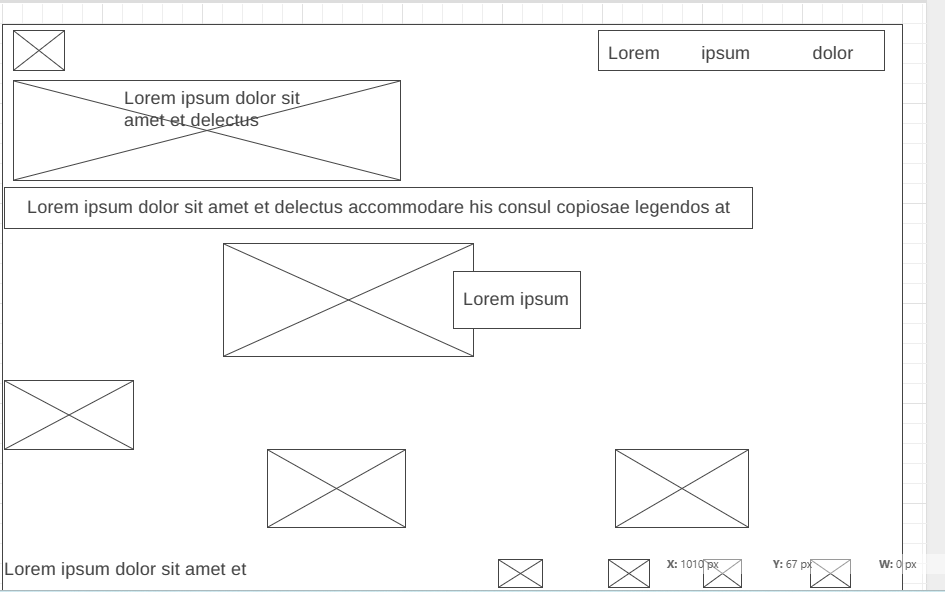 Lorem ipsum dolor
Lorem ipsum dolor sit
amet et delectus
Lorem ipsum dolor sit amet et delectus accommodare his consul copiosae legendos at
Lorem ipsum
Lorem ipsum dolor sit amet et
X: 1010 px Y: 67 px W: 0 px